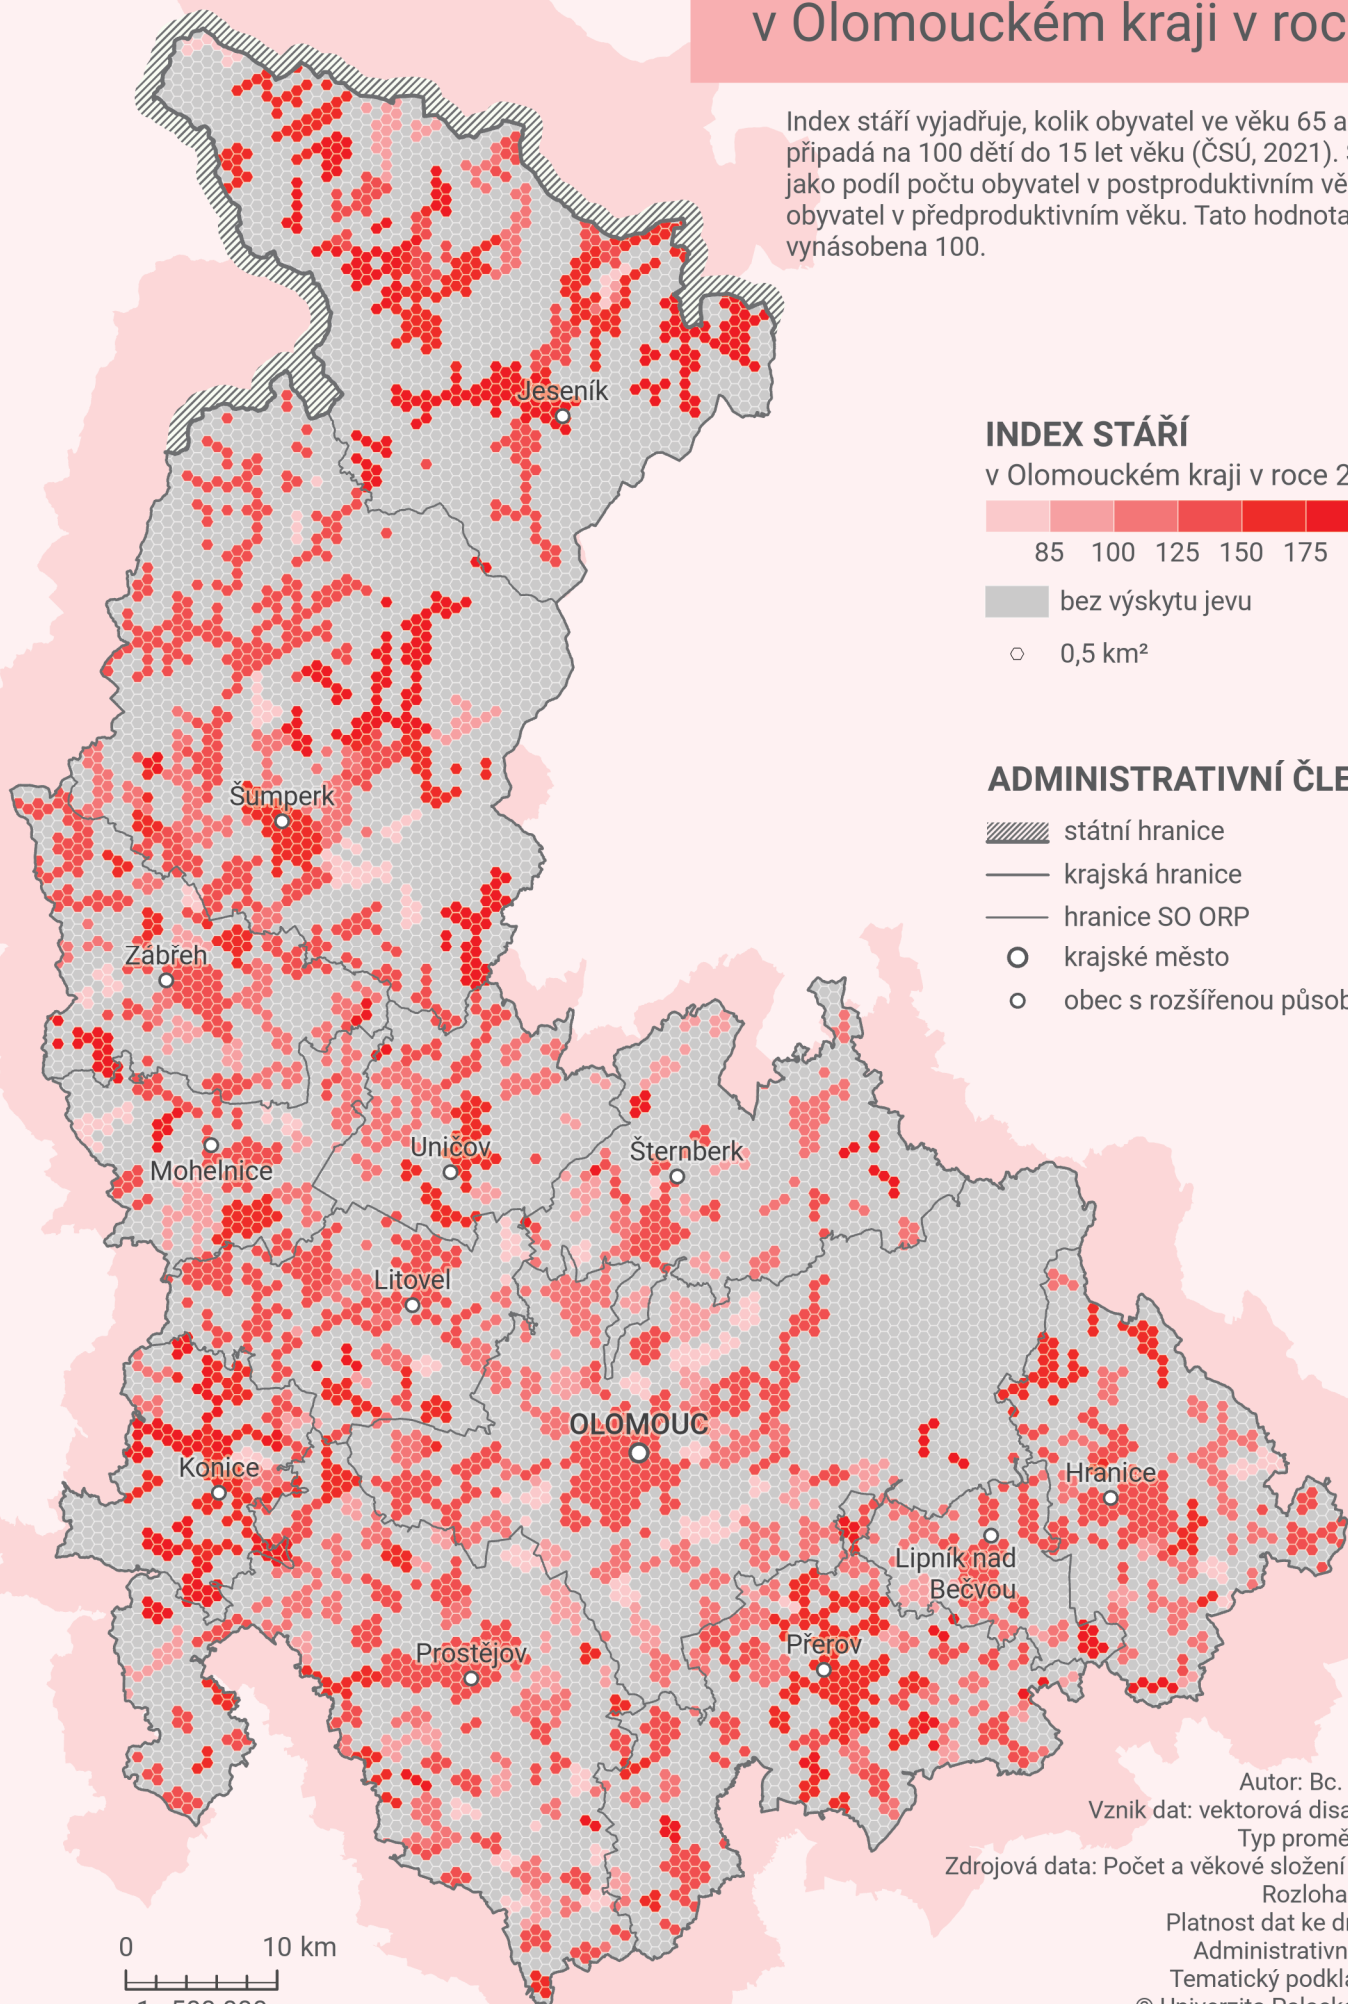 v Olomouckém kraji v roc
Index stáří vyjadřuje, kolik obyvatel ve věku 65 a
připadá na 100 dětí do 15 let věku (ČSÚ, 2021).
jako podíl počtu obyvatel v postproduktivním vě
obyvatel v předproduktivním věku. Tato hodnota
vynásobena 100.
Jeseník
INDEX STÁŘÍ
v Olomouckém kraji v roce 2
85 100 125 150 175
bez výskytu jevu
0,5 km²
ADMINISTRATIVNÍ ČLE
Šumperk
státní hranice
krajská hranice
hranice SO ORP
Zábřeh
krajské město
obec s rozšířenou působ
Uničov
Šternberk
Mohelnice
Litovel
OLOMOUC
Konice
Hranice
Lipník nad
Bečvou
Přerov
Prostějov
Autor: Bc.
Vznik dat: vektorová disa
Typ promě
Zdrojová data: Počet a věkové složení
Rozloha
Platnost dat ke d
Administrativn
Tematický podkla
0 10 km